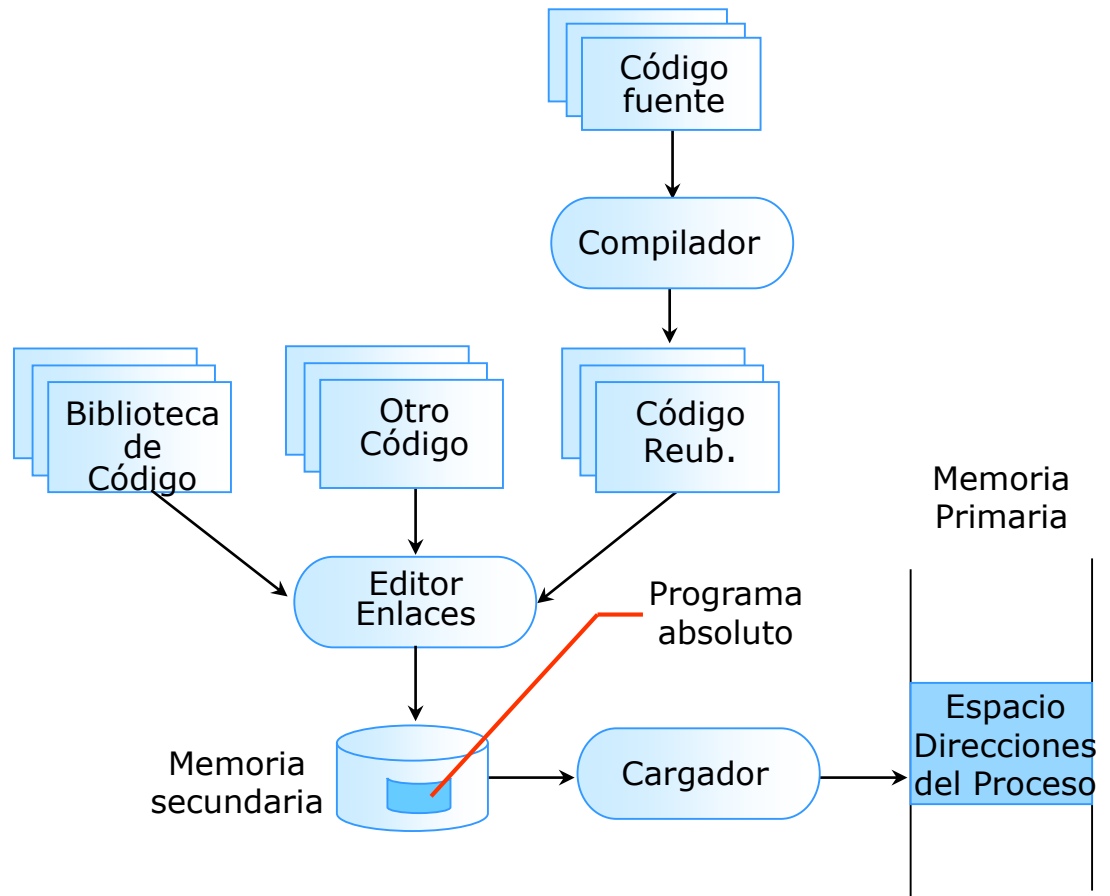 Código
fuente
Compilador
Biblioteca
de
Código
Otro
Código
Código
Reub.
Memoria
Primaria
Editor
Enlaces
Programa
absoluto
Memoria
secundaria
Cargador
Espacio
Direcciones
del Proceso